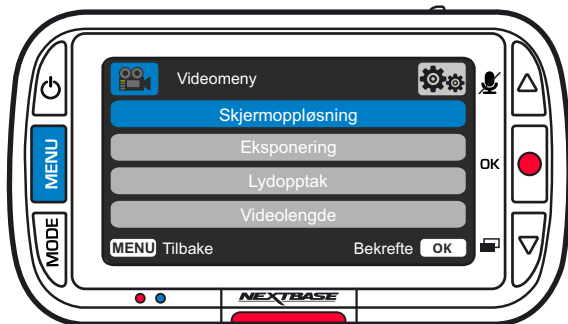 Videomeny
Skjermoppløsning
Eksponering
Lydopptak
Videolengde
MENU Tilbake
Bekrefte OK
MENU
MODE
OK
NEXTBASE